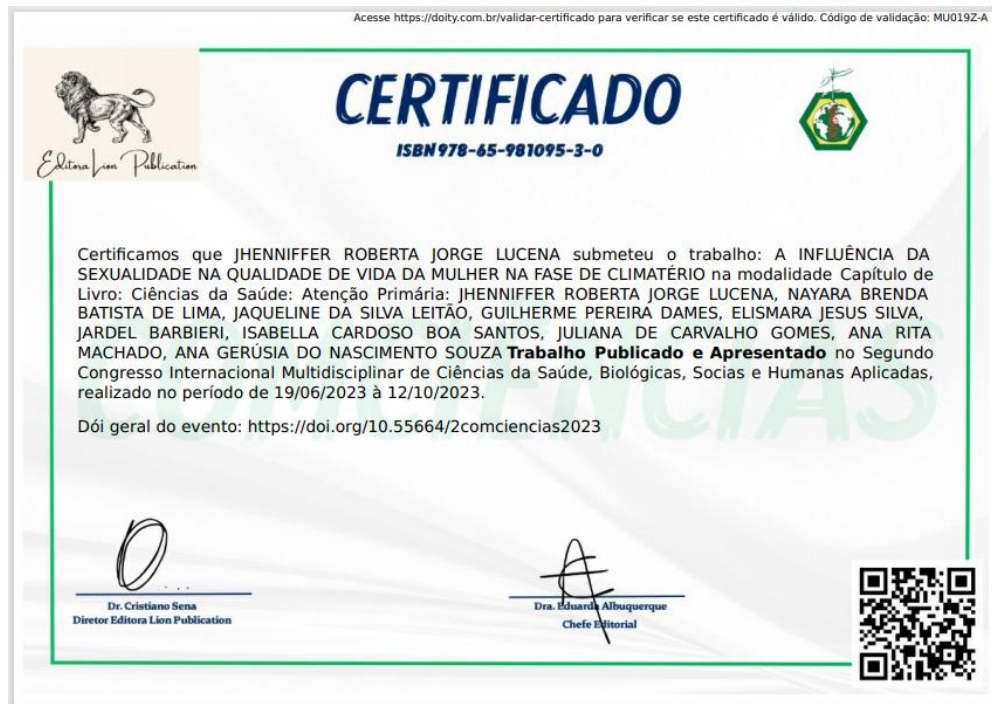 Acesse https://doity.com.br/validar-certificado para verificar se este certificado é válido. Código de validação: MU019Z-A
Editora Lion Publication
CERTIFICADO
ISBN 978-65-981095-3-0
Certificamos que JHENNIFFER ROBERTA JORGE LUCENA submeteu o trabalho: A INFLUÊNCIA DA
SEXUALIDADE NA QUALIDADE DE VIDA DA MULHER NA FASE DE CLIMATÉRIO na modalidade Capítulo de
Livro: Ciências da Saúde: Atenção Primária: JHENNIFFER ROBERTA JORGE LUCENA, NAYARA BRENDA
BATISTA DE LIMA, JAQUELINE DA SILVA LEITÃO, GUILHERME PEREIRA DAMES, ELISMARA JESUS SILVA,
JARDEL BARBIERI, ISABELLA CARDOSO BOA SANTOS, JULIANA DE CARVALHO GOMES, ANA RITA
MACHADO, ANA GERÚSIA DO NASCIMENTO SOUZA Trabalho Publicado e Apresentado no Segundo
Congresso Internacional Multidisciplinar de Ciências da Saúde, Biológicas, Socias e Humanas Aplicadas,
realizado no período de 19/06/2023 à 12/10/2023.
COMCIÊNCIAS
Dói geral do evento: https://doi.org/10.55664/2comciencias2023
Dr. Cristiano Sena
Diretor Editora Lion Publication
Dra. Eduarda Albuquerque
Chefe Editorial